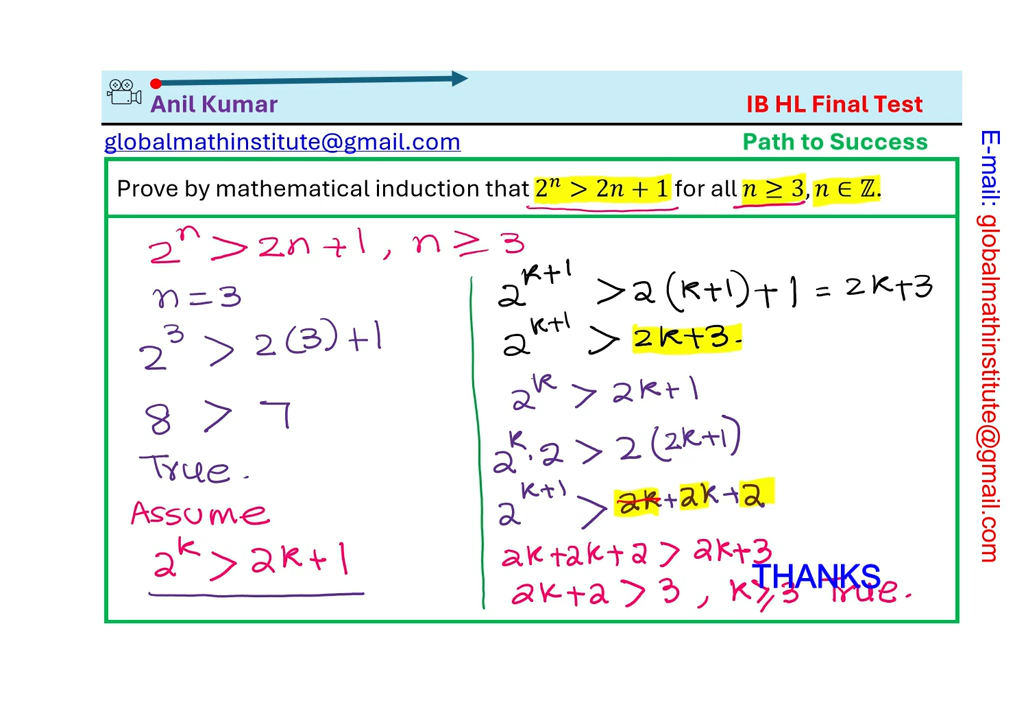 Anil Kumar
IB HL Final Test
globalmathinstitute@gmail.com
Path to Success
Prove by mathematical induction that 2ⁿ > 2n + 1 for all n ≥ 3, n ∈ ℤ.
2ⁿ > 2n + 1, n ≥ 3
n = 3
2³ > 2(3) + 1
8 > 7
True.
Assume
2ᵏ > 2k + 1
2ᵏ⁺¹ > 2(k+1) + 1 = 2k+3
2ᵏ⁺¹ > 2k+3.
2ᵏ > 2k+1
2ᵏ · 2 > 2(2k+1)
2ᵏ⁺¹ > 2k+2k+2
2k+2k+2 > 2k+3
THANKS
2k+2 > 3, k ≥ 3 True.
E-mail: globalmathinstitute@gmail.com